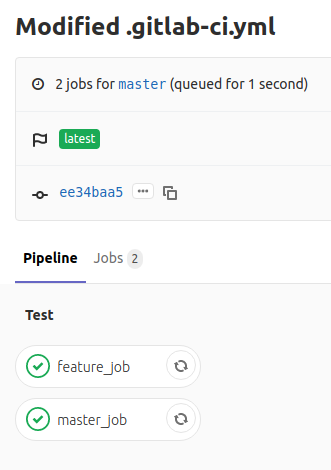 Modified .gitlab-ci.yml
2 jobs for master (queued for 1 second)
latest
ee34baa5 ...
Pipeline Jobs 2
Test
feature_job
master_job